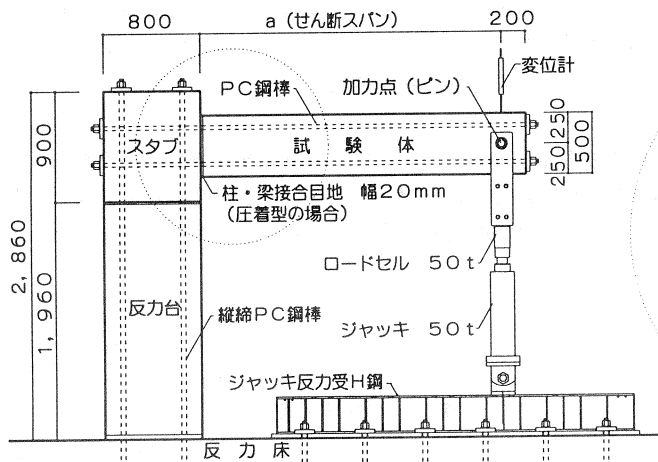 800
a（せん断スパン）
200
変位計
PC鋼棒
加力点（ピン）
スタブ
試験体
250
250
500
900
2,860
1,960
柱・梁接合目地 幅20mm
（圧着型の場合）
ロードセル 50t
反力台
縦締PC鋼棒
ジャッキ 50t
ジャッキ反力受H鋼
反力床